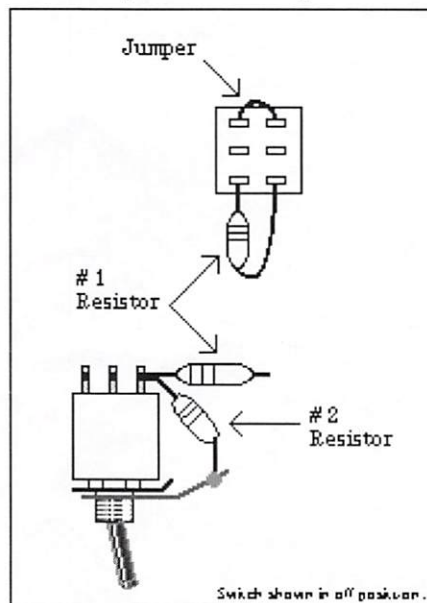 Jumper
#1
Resistor
#2
Resistor
Switch shown in off position.